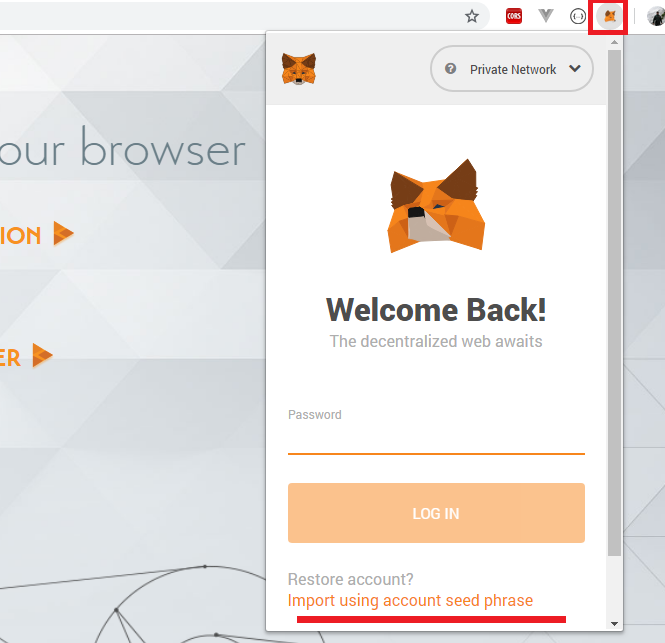 CORS
Private Network
our browser
ION
ER
Welcome Back!
The decentralized web awaits
Password
LOG IN
Restore account?
Import using account seed phrase